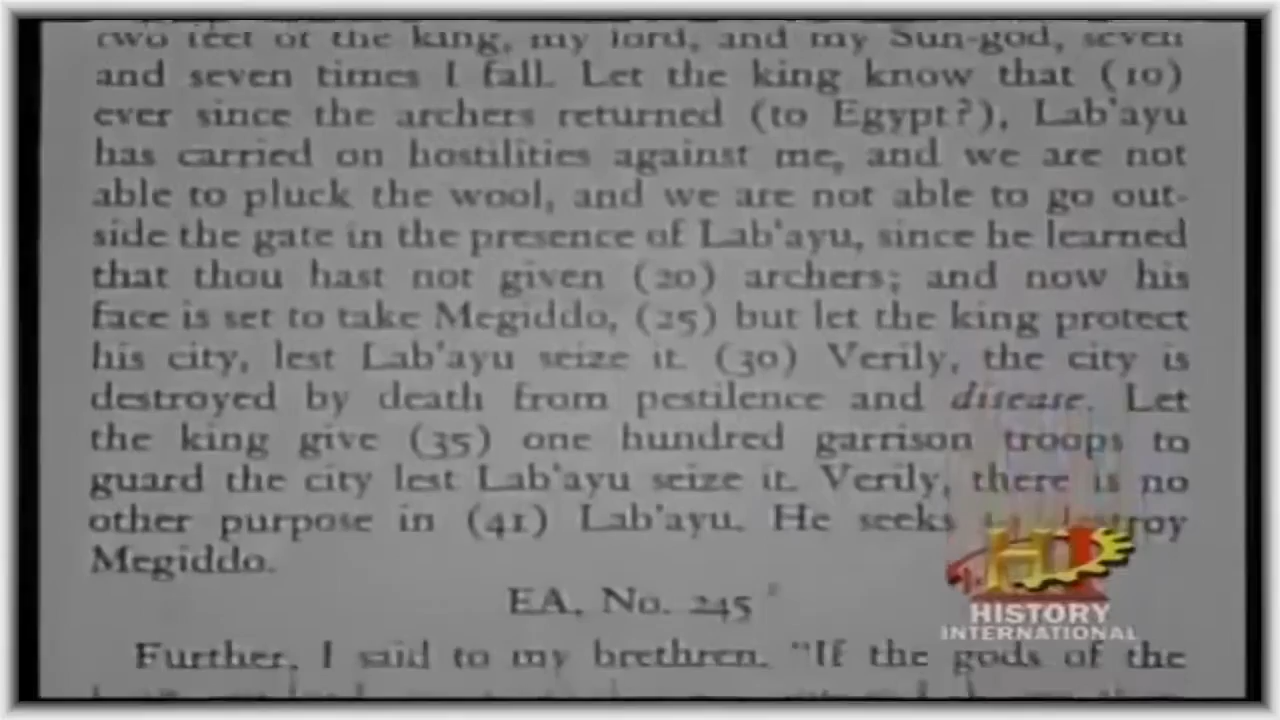 two feet of the king, my lord, and my Sun-god, seven
and seven times I fall. Let the king know that (10)
ever since the archers returned (to Egypt?), Lab'ayu
has carried on hostilities against me, and we are not
able to pluck the wool, and we are not able to go out-
side the gate in the presence of Lab'ayu, since he learned
that thou hast not given (20) archers; and now his
face is set to take Megiddo, (25) but let the king protect
his city, lest Lab'ayu seize it. (30) Verily, the city is
destroyed by death from pestilence and disease. Let
the king give (35) one hundred garrison troops to
guard the city lest Lab'ayu seize it. Verily, there is no
other purpose in (41) Lab'ayu. He seeks to destroy
Megiddo.
EA, No. 245
Further, I said to my brethren, "If the gods of the
H
HISTORY
INTERNATIONAL